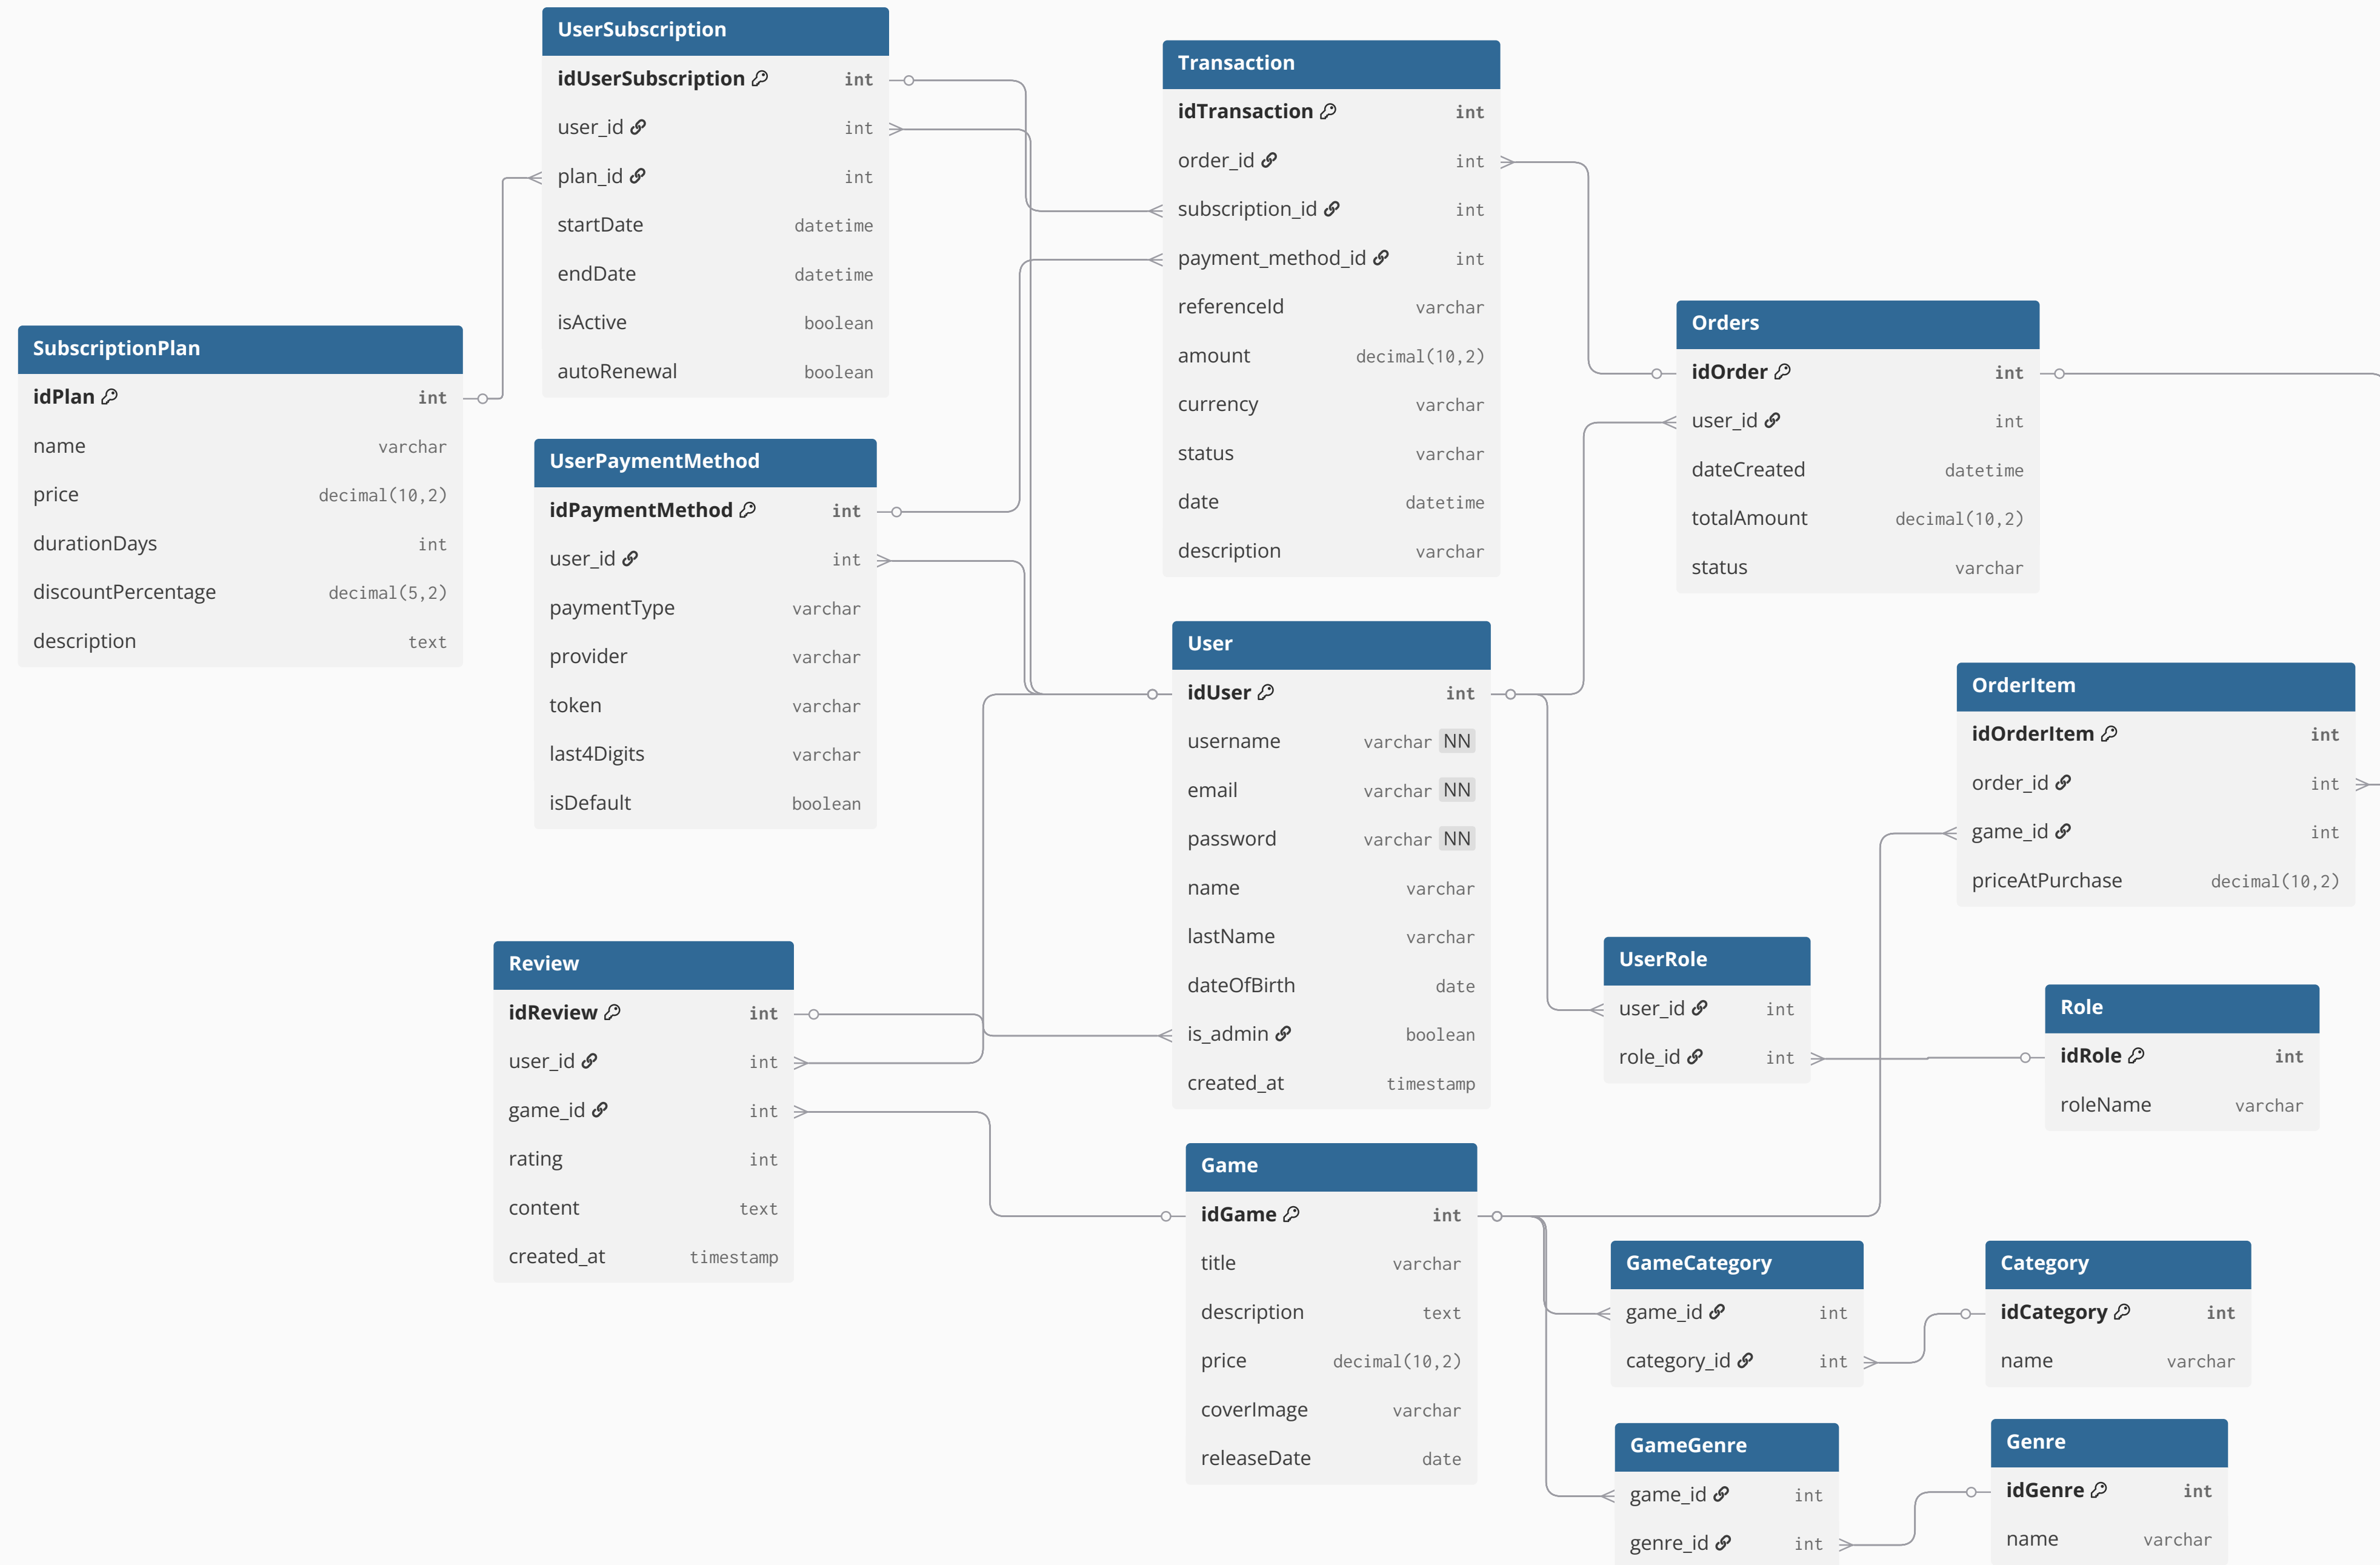 UserSubscription
idUserSubscription int
user_id int
plan_id int
startDate datetime
endDate datetime
isActive boolean
autoRenewal boolean
Transaction
idTransaction int
order_id int
subscription_id int
payment_method_id int
referenceId varchar
amount decimal(10,2)
currency varchar
status varchar
date datetime
description varchar
Orders
idOrder int
user_id int
dateCreated datetime
totalAmount decimal(10,2)
status varchar
SubscriptionPlan
idPlan int
name varchar
price decimal(10,2)
durationDays int
discountPercentage decimal(5,2)
description text
UserPaymentMethod
idPaymentMethod int
user_id int
paymentType varchar
provider varchar
token varchar
last4Digits varchar
isDefault boolean
User
idUser int
username varchar NN
email varchar NN
password varchar NN
name varchar
lastName varchar
dateOfBirth date
is_admin boolean
created_at timestamp
OrderItem
idOrderItem int
order_id int
game_id int
priceAtPurchase decimal(10,2)
Review
idReview int
user_id int
game_id int
rating int
content text
created_at timestamp
UserRole
user_id int
role_id int
Role
idRole int
roleName varchar
Game
idGame int
title varchar
description text
price decimal(10,2)
coverImage varchar
releaseDate date
GameCategory
game_id int
category_id int
Category
idCategory int
name varchar
GameGenre
game_id int
genre_id int
Genre
idGenre int
name varchar